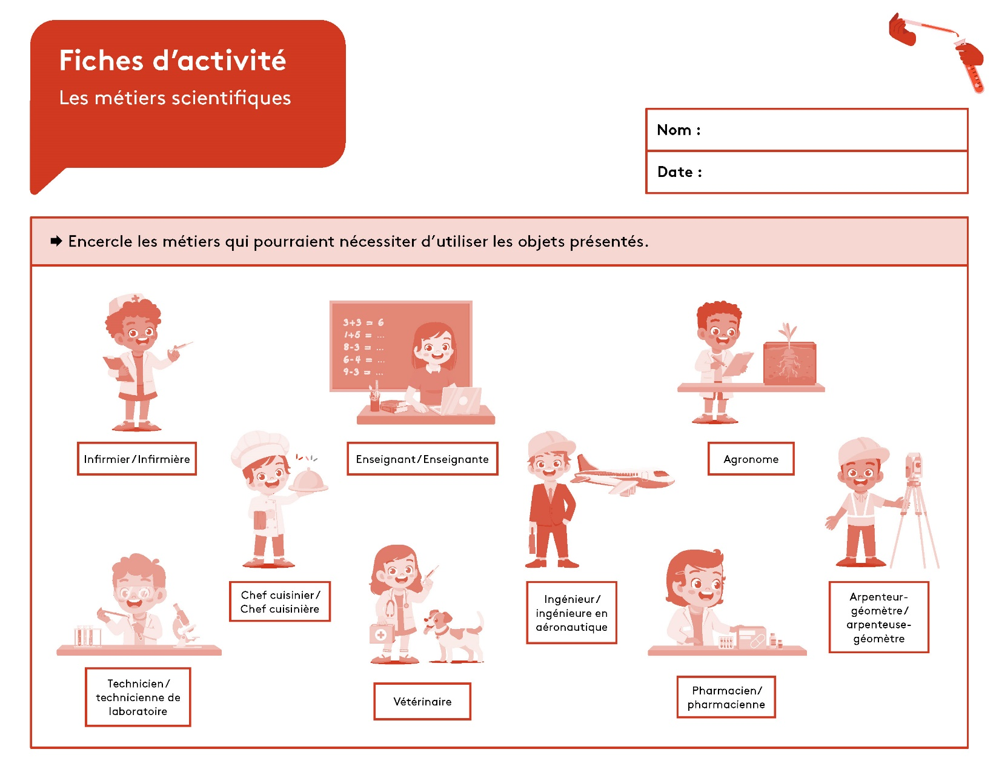 Fiches d’activité
Les métiers scientifiques
Nom :
Date :
Encercle les métiers qui pourraient nécessiter d’utiliser les objets présentés.
3+3 = 6
1+6 = ...
8-3 = ...
6-4 = ...
9-3 = ...
Infirmier/Infirmière
Enseignant/Enseignante
Agronome
Chef cuisinier/
Chef cuisinière
Ingénieur/
ingénieure en
aéronautique
Arpenteur-
géomètre/
arpenteuse-
géomètre
Technicien/
technicienne de
laboratoire
Vétérinaire
Pharmacien/
pharmacienne